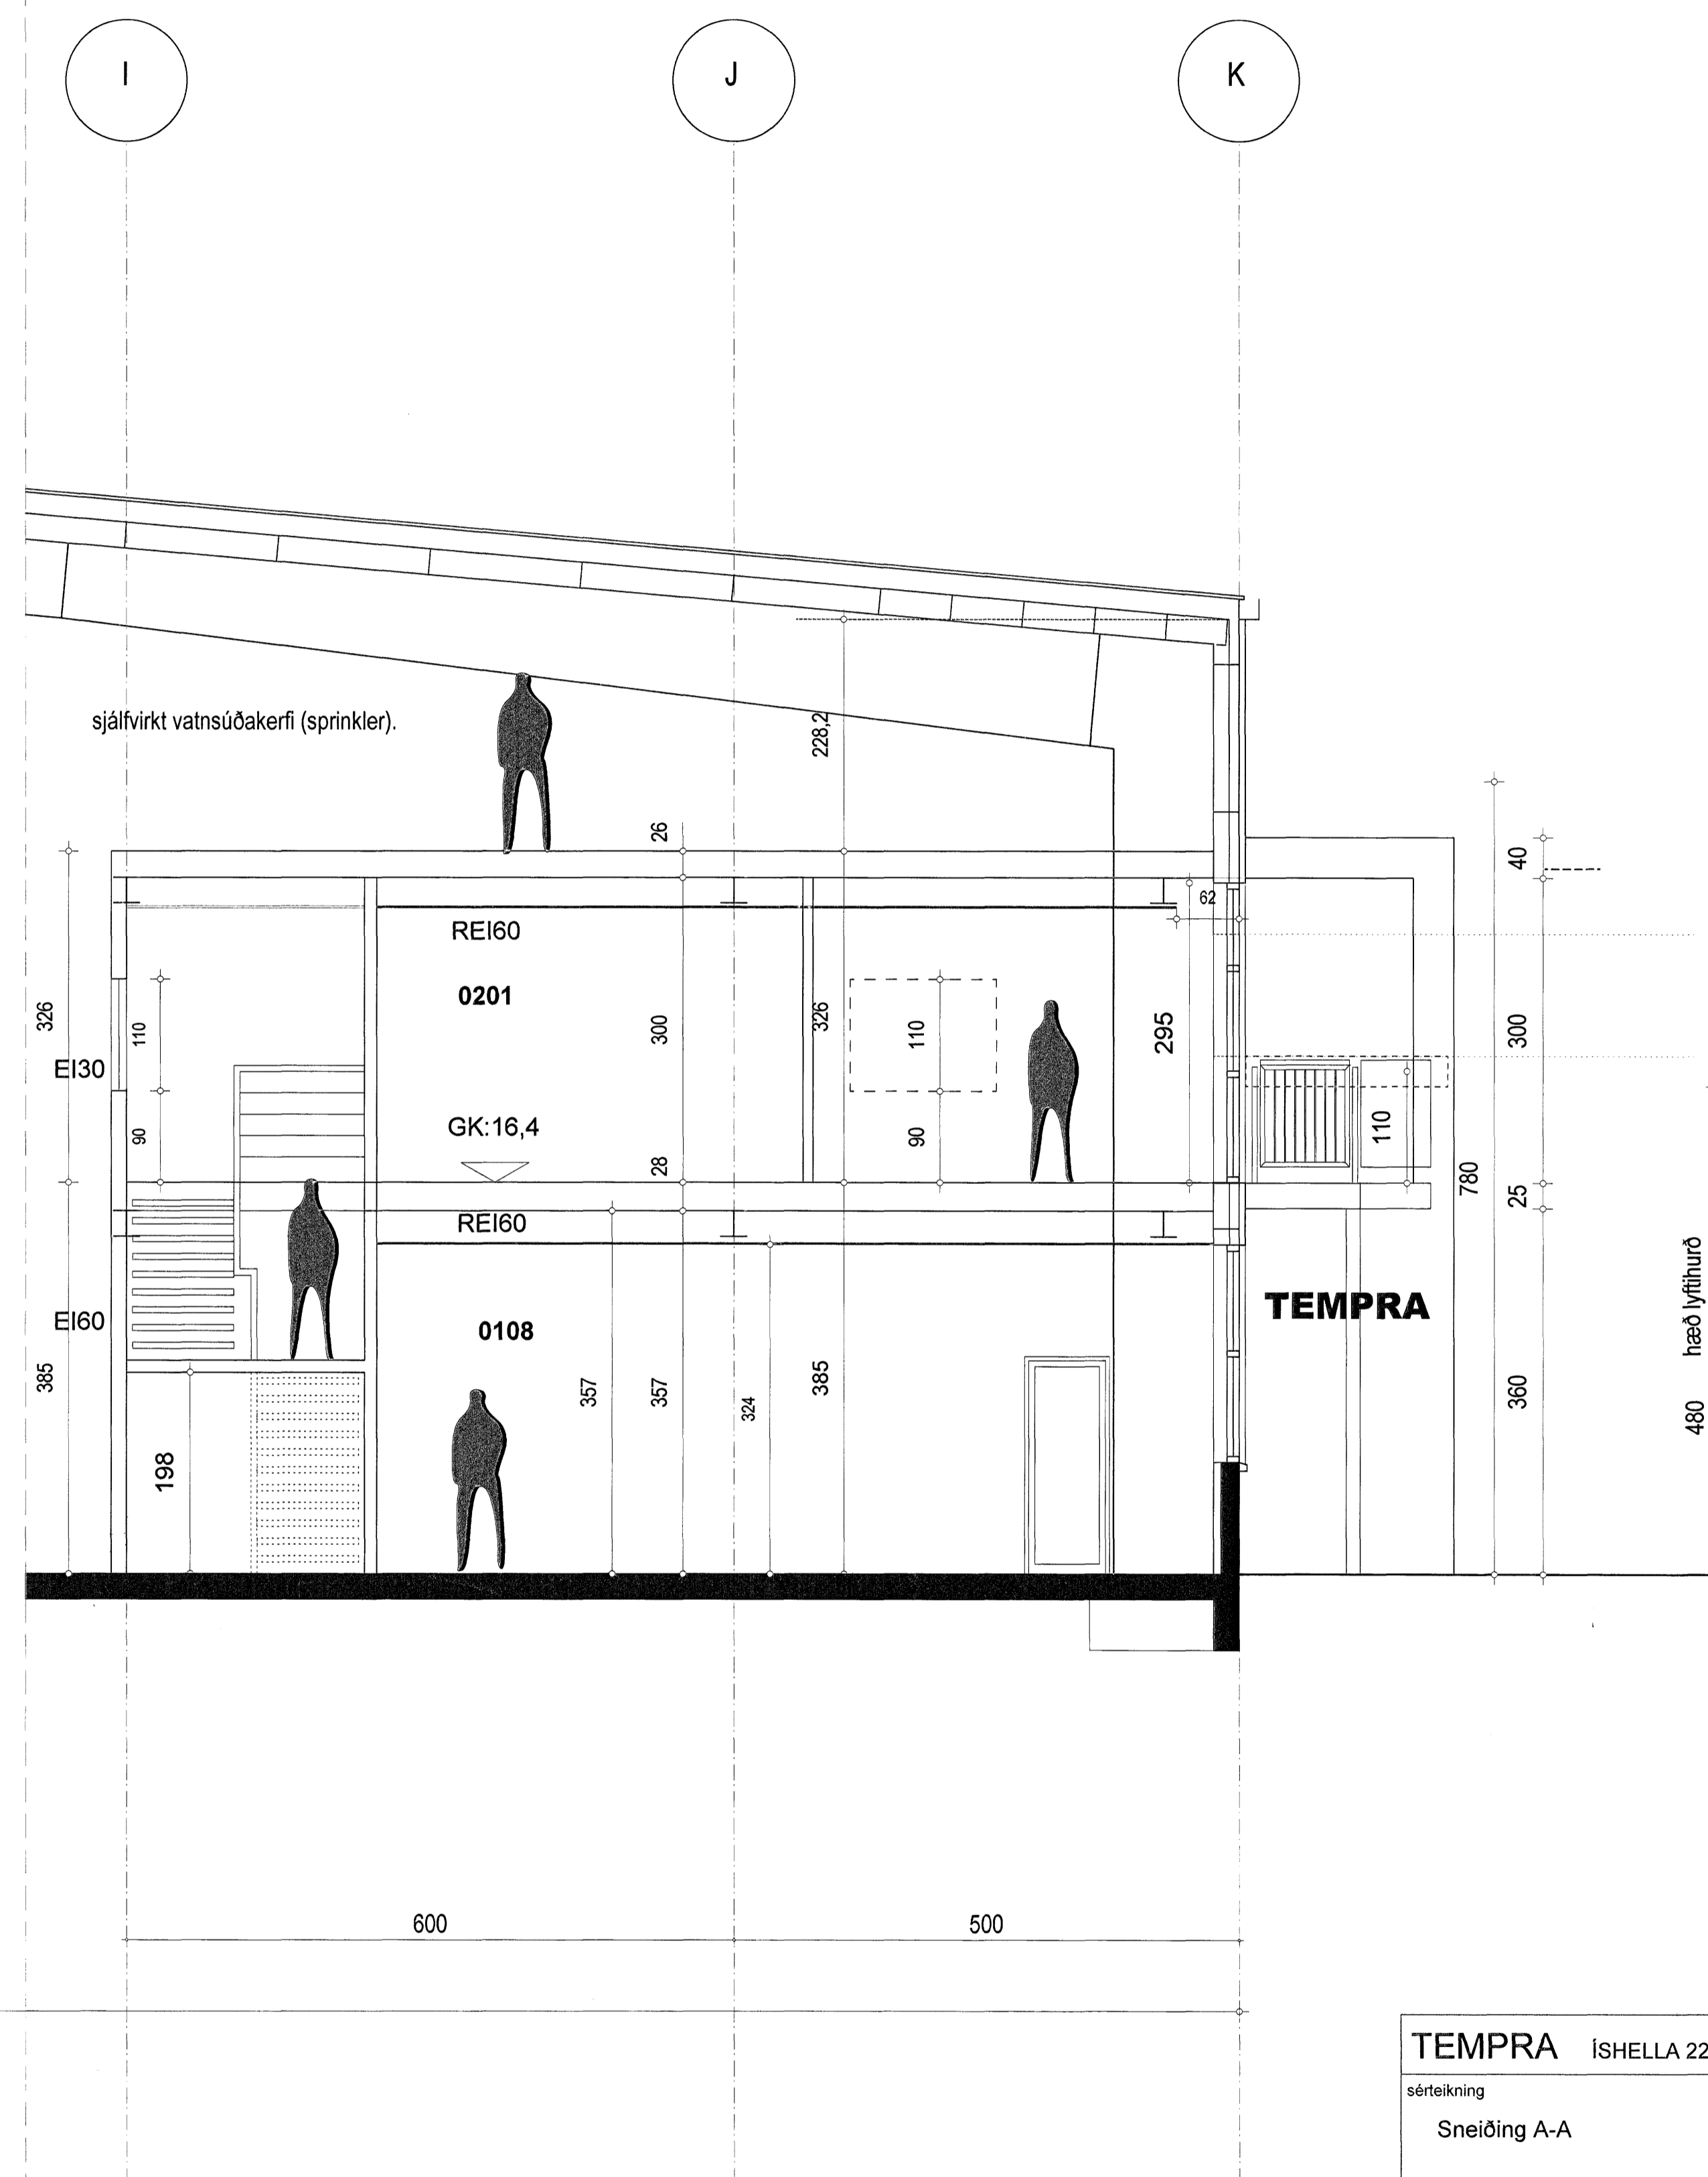 I
J
K
sjálfvirkt vatnsúðakerfi (sprinkler).
228,2
26
40
62
REI60
0201
326
110
300
326
110
295
300
EI30
90
GK:16,4
90
110
28
780
25
REI60
EI60
0108
TEMPRA
hæð lyftihurð
385
357
357
324
385
360
480
198
600
500
TEMPRA ÍSHELLA 22
sérteikning
Sneiðing A-A